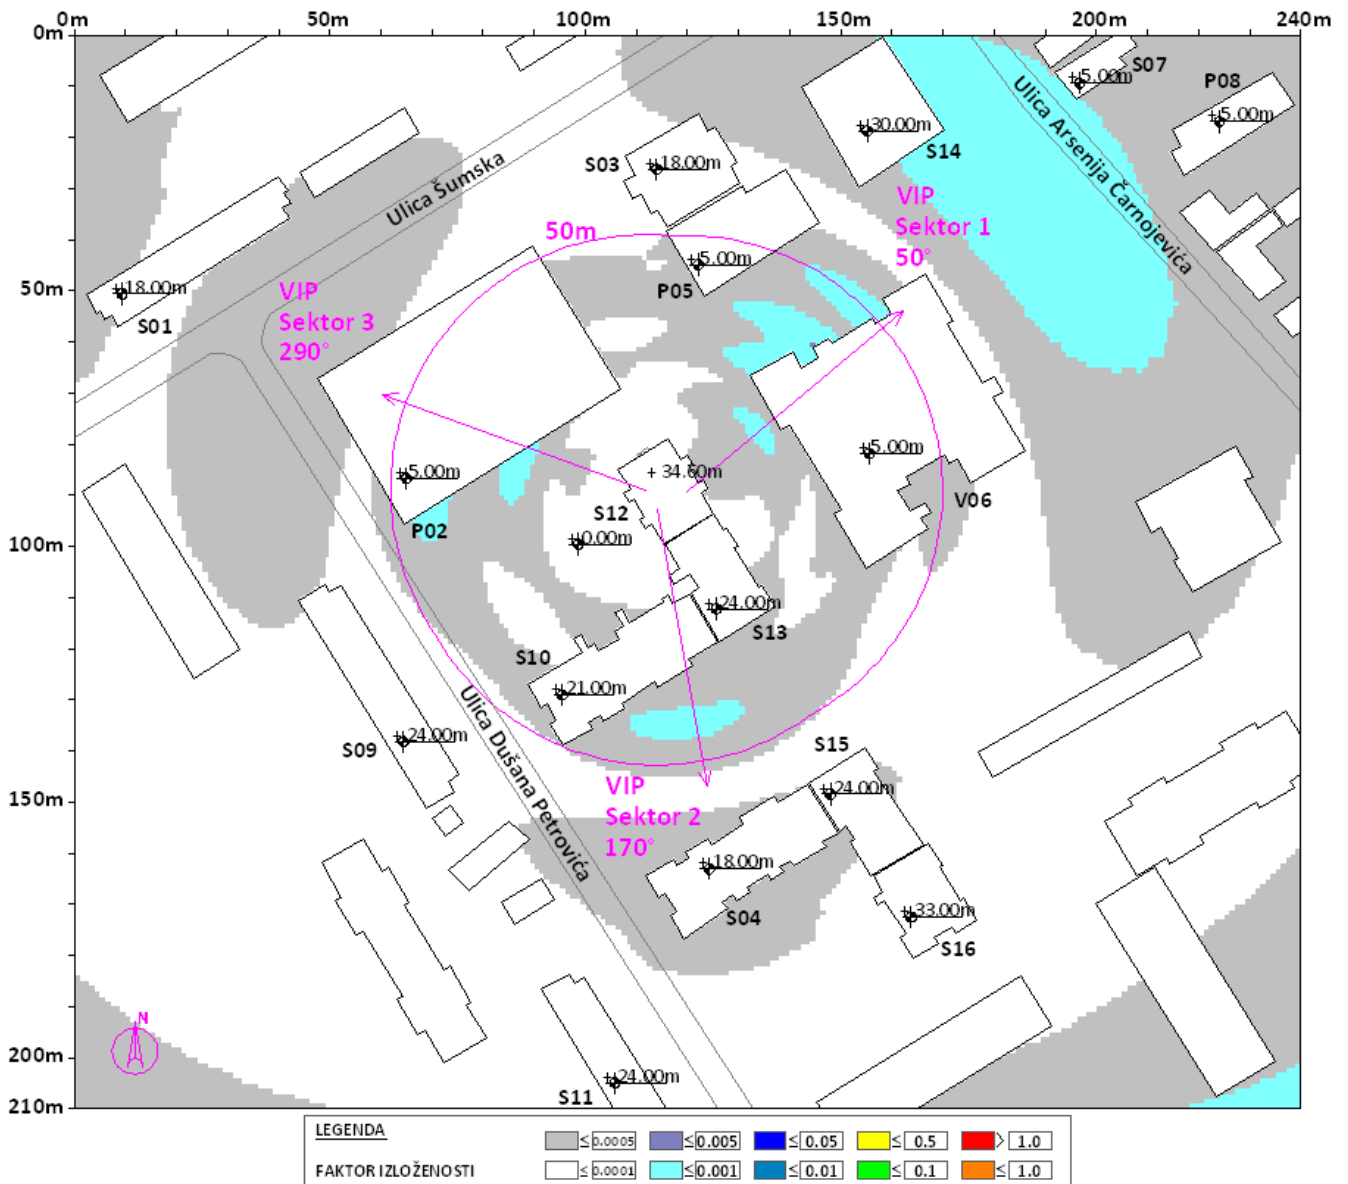 0m 50m 100m 150m 200m 240m
0m
50m
100m
150m
200m
210m
S07
5.00m
P08
5.00m
Ulica Arsenija Čarnojevića
30.00m
S14
S03
18.00m
Ulica Šumska
VIP
Sektor 1
50°
50m
5.00m
P05
18.00m
S01
VIP
Sektor 3
290°
5.00m
P02
34.60m
S12
0.00m
5.00m
V06
24.00m
S13
S10
21.00m
Ulica Dušana Petrovića
S09
24.00m
VIP
Sektor 2
170°
S15
24.00m
18.00m
S04
33.00m
S16
N
24.00m
S11
LEGENDA
≤0.0005 ≤0.005 ≤ 0.05 ≤ 0.5 > 1.0
FAKTOR IZLOŽENOSTI
≤ 0.0001 ≤0.001 ≤ 0.01 ≤ 0.1 ≤ 1.0